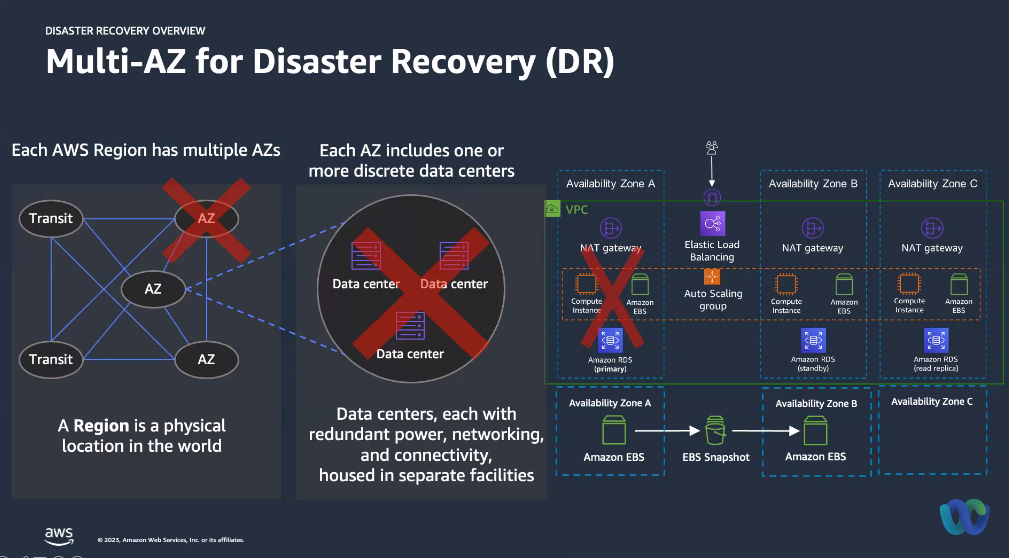 DISASTER RECOVERY OVERVIEW
Multi-AZ for Disaster Recovery (DR)
Each AWS Region has multiple AZs
Transit
AZ
AZ
Transit
AZ
A Region is a physical
location in the world
Each AZ includes one or
more discrete data centers
Data center
Data center
Data center
Data centers, each with
redundant power, networking,
and connectivity,
housed in separate facilities
Availability Zone A
Availability Zone B
Availability Zone C
VPC
NAT gateway
Elastic Load
Balancing
NAT gateway
NAT gateway
Compute
Instance
Amazon
EBS
Auto Scaling
group
Compute
Instance
Amazon
EBS
Compute
Instance
Amazon
EBS
Amazon RDS
(primary)
Amazon RDS
(standby)
Amazon RDS
(read replica)
Availability Zone A
Availability Zone B
Availability Zone C
Amazon EBS
EBS Snapshot
Amazon EBS
aws
© 2023, Amazon Web Services, Inc. or its affiliates.